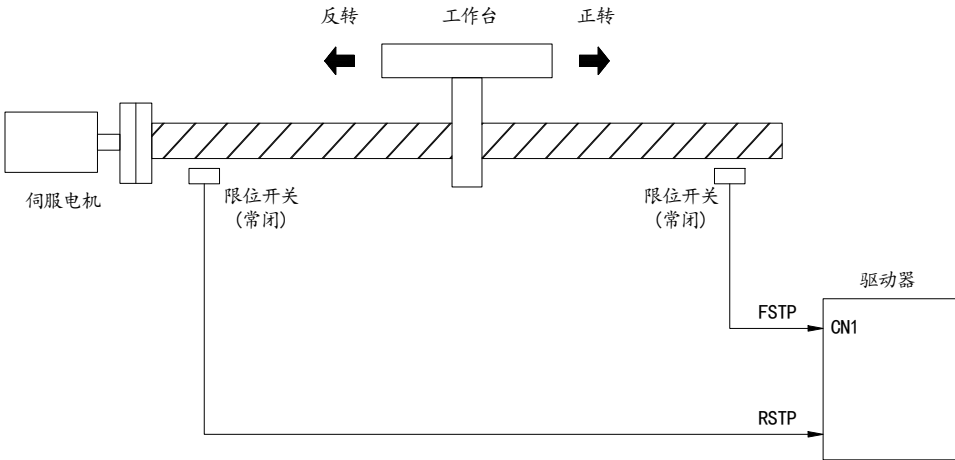 反转
工作台
正转
伺服电机
限位开关
(常闭)
限位开关
(常闭)
驱动器
FSTP
CN1
RSTP